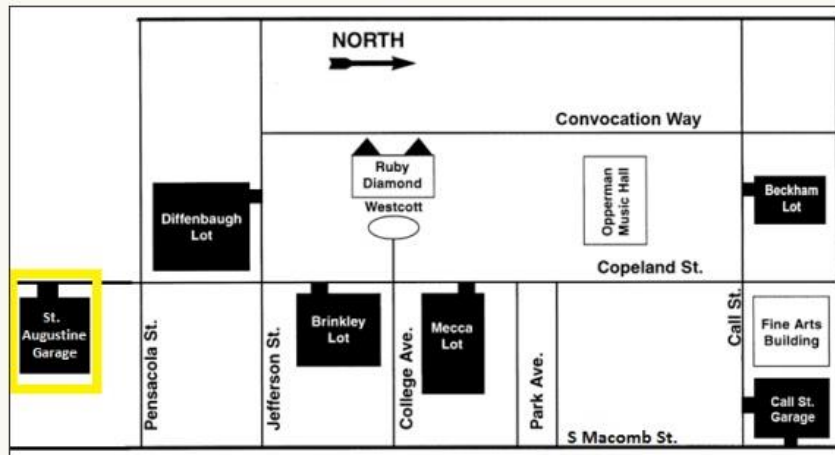 NORTH
Convocation Way
Ruby
Diamond
Westcott
Opperman
Music Hall
Beckham
Lot
Diffenbaugh
Lot
Copeland St.
St.
Augustine
Garage
Pensacola St.
Jefferson St.
Brinkley
Lot
College Ave.
Mecca
Lot
Park Ave.
Call St.
Fine Arts
Building
Call St.
Garage
S Macomb St.